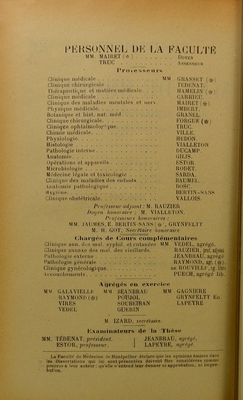 PERSONNEL DE LA FACULTÉ
MM. MAIRET (✻) DOYEN
TRUC ASSESSEUR
Professeurs
Clinique médicale MM. GRASSET (✻)
Clinique chirurgicale TEDENAT.
Thérapeutique et matière médicale HAMELIN (✻)
Clinique médicale CARRIEU.
Clinique des maladies mentales et nerv. MAIRET (✻)
Physique médicale IMBERT.
Botanique et hist. nat. méd. GRANEL.
Clinique chirurgicale FORGUE (✻)
Clinique ophtalmologique TRUC.
Chimie médicale VILLE.
Physiologie HEDON.
Histologie VIALLETON
Pathologie interne DUCAMP.
Anatomie GILIS.
Opérations et appareils ESTOR.
Microbiologie RODET.
Médecine légale et toxicologie SARDA.
Clinique des maladies des enfants BAUMEL.
Anatomie pathologique BOSC.
Hygiène BERTIN-SANS
Clinique obstétricale VALLOIS.
Professeur adjoint : M. RAUZIER
Doyen honoraire : M. VIALLETON.
Professeurs honoraires :
MM. JAUMES, E. BERTIN-SANS (✻), GRYNFELTT
M. H. GOT, Secrétaire honoraire
Chargés de Cours complémentaires
Clinique ann. des mal. syphil. et cutanées MM. VEDEL, agrégé.
Clinique annexe des mal. des vieillards. RAUZIER, prof. adjoint
Pathologie externe JEANBRAU, agrégé
Pathologie générale RAYMOND, agr. (✻)
Clinique gynécologique DE ROUVILLE, ag. lib.
Accouchements PUECH, agrégé lib.
Agrégés en exercice
MM. GALAVIELLE MM. JEANBRAU MM. GAGNIERE
RAYMOND (✻) POUJOL GRYNFELTT Ed.
VIRES SOUBEIRAN LAPEYRE
VEDEL GUERIN
M. IZARD, secrétaire.
Examinateurs de la Thèse
MM. TÉDENAT, président. JEANBRAU, agrégé.
ESTOR, professeur. LAPEYRE, agrégé.
La Faculté de Médecine de Montpellier déclare que les opinions émises dans
les Dissertations qui lui sont présentées doivent être considérées comme
propres à leur auteur ; qu'elle n'entend leur donner ni approbation, ni improbation.